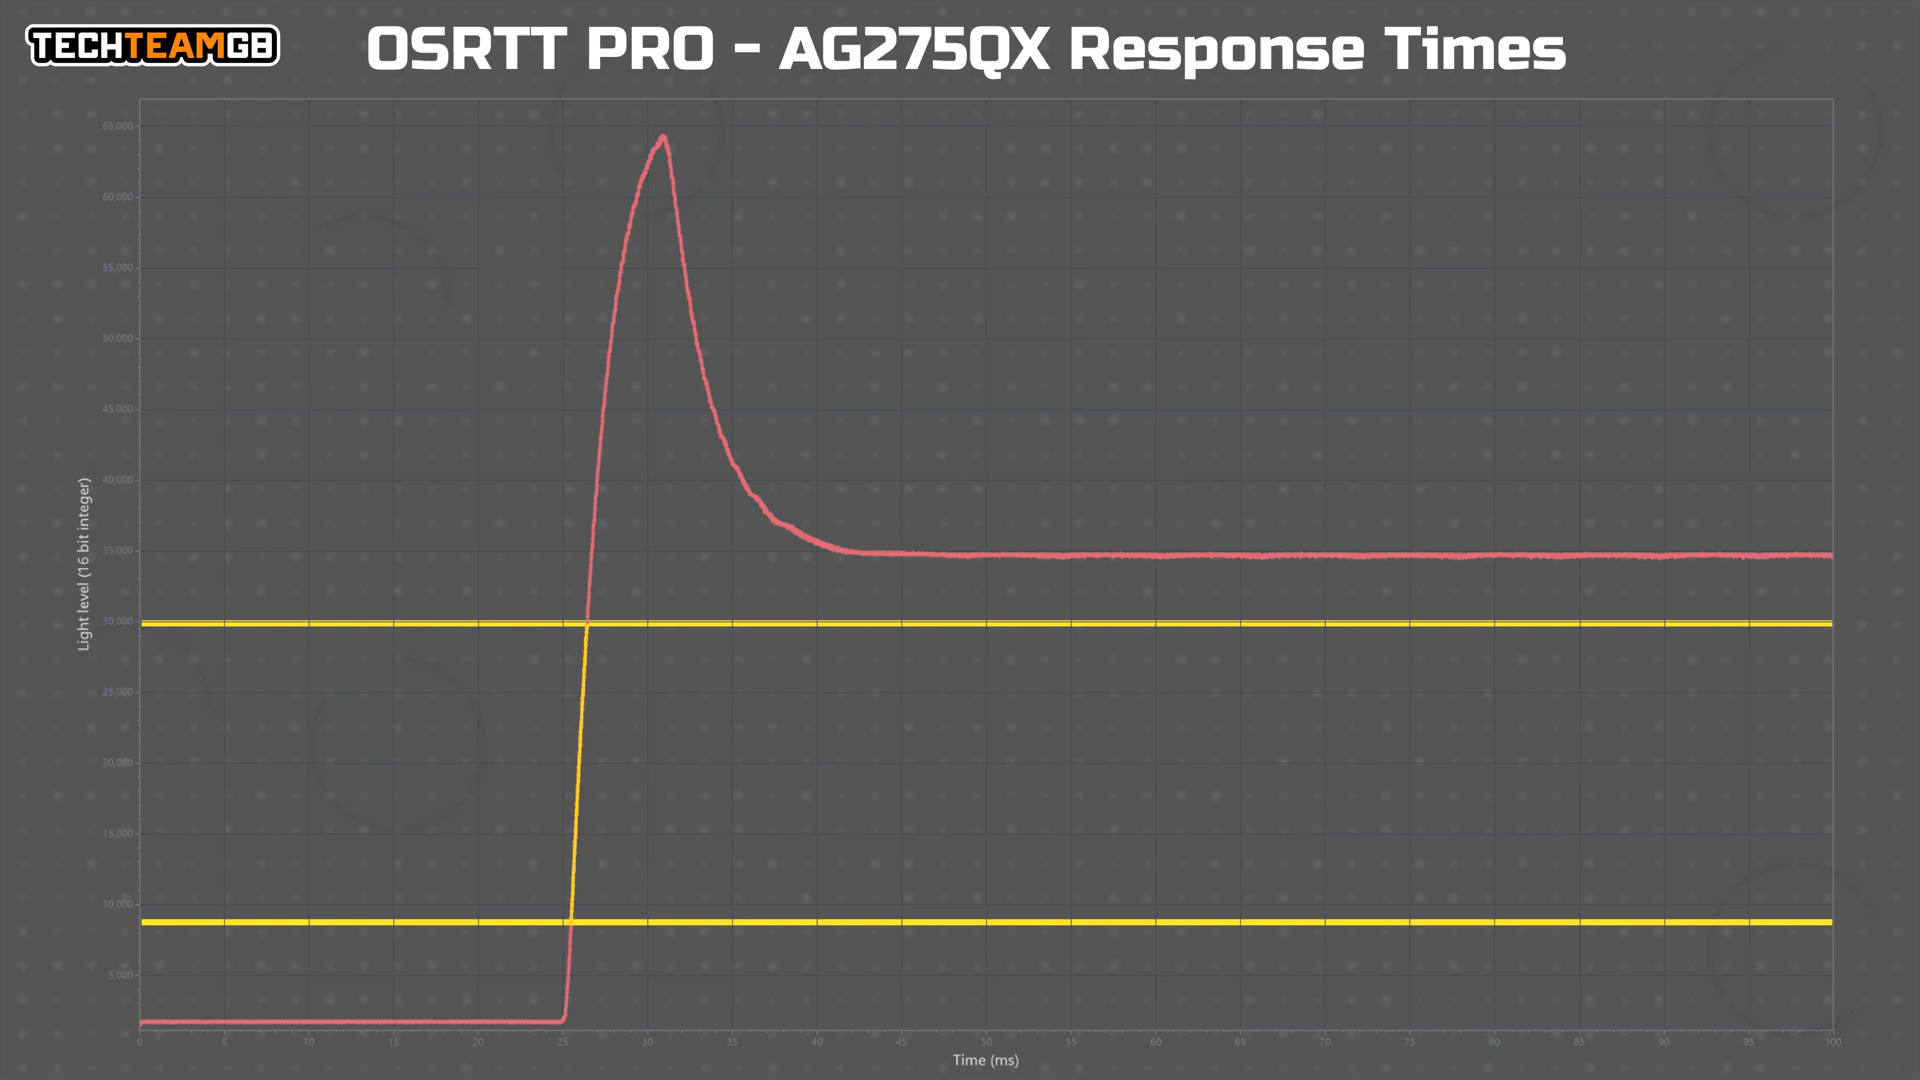 TECHTEAMGB
OSRTT PRO - AG275QX Response Times
65,000
60,000
55,000
50,000
45,000
40,000
35,000
30,000
25,000
20,000
15,000
10,000
5,000
Light level (16 bit integer)
0 5 10 15 20 25 30 35 40 45 50 55 60 65 70 75 80 85 90 95 100
Time (ms)